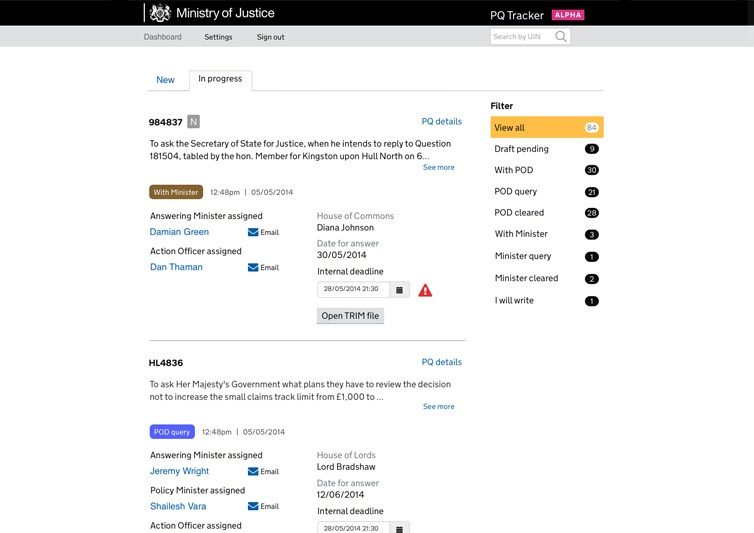 Ministry of Justice
PQ Tracker ALPHA
Dashboard Settings Sign out
Search by UIN
New In progress
984837 N PQ details
To ask the Secretary of State for Justice, when he intends to reply to Question
181504, tabled by the hon. Member for Kingston upon Hull North on 6...
See more
With Minister 12:48pm | 05/05/2014
Answering Minister assigned
Damian Green Email
Action Officer assigned
Dan Thaman Email
House of Commons
Diana Johnson
Date for answer
30/05/2014
Internal deadline
28/05/2014 21:30
Open TRIM file
HL4836 PQ details
To ask Her Majesty's Government what plans they have to review the decision
not to increase the small claims track limit from £1,000 to ...
See more
POD query 12:48pm | 05/05/2014
Answering Minister assigned
Jeremy Wright Email
Policy Minister assigned
Shailesh Vara Email
Action Officer assigned
House of Lords
Lord Bradshaw
Date for answer
12/06/2014
Internal deadline
28/05/2014 21:30
Filter
View all 84
Draft pending 9
With POD 30
POD query 21
POD cleared 28
With Minister 3
Minister query 1
Minister cleared 2
I will write 1